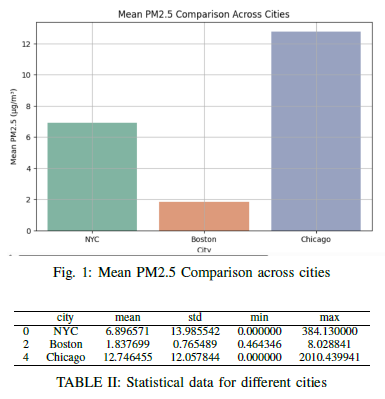 Mean PM2.5 Comparison Across Cities
Mean PM2.5 (µg/m³)
12
10
8
6
4
2
0
NYC Boston Chicago
City
Fig. 1: Mean PM2.5 Comparison across cities
city mean std min max
0 NYC 6.896571 13.985542 0.000000 384.130000
2 Boston 1.837699 0.765489 0.464346 8.028841
4 Chicago 12.746455 12.057844 0.000000 2010.439941
TABLE II: Statistical data for different cities